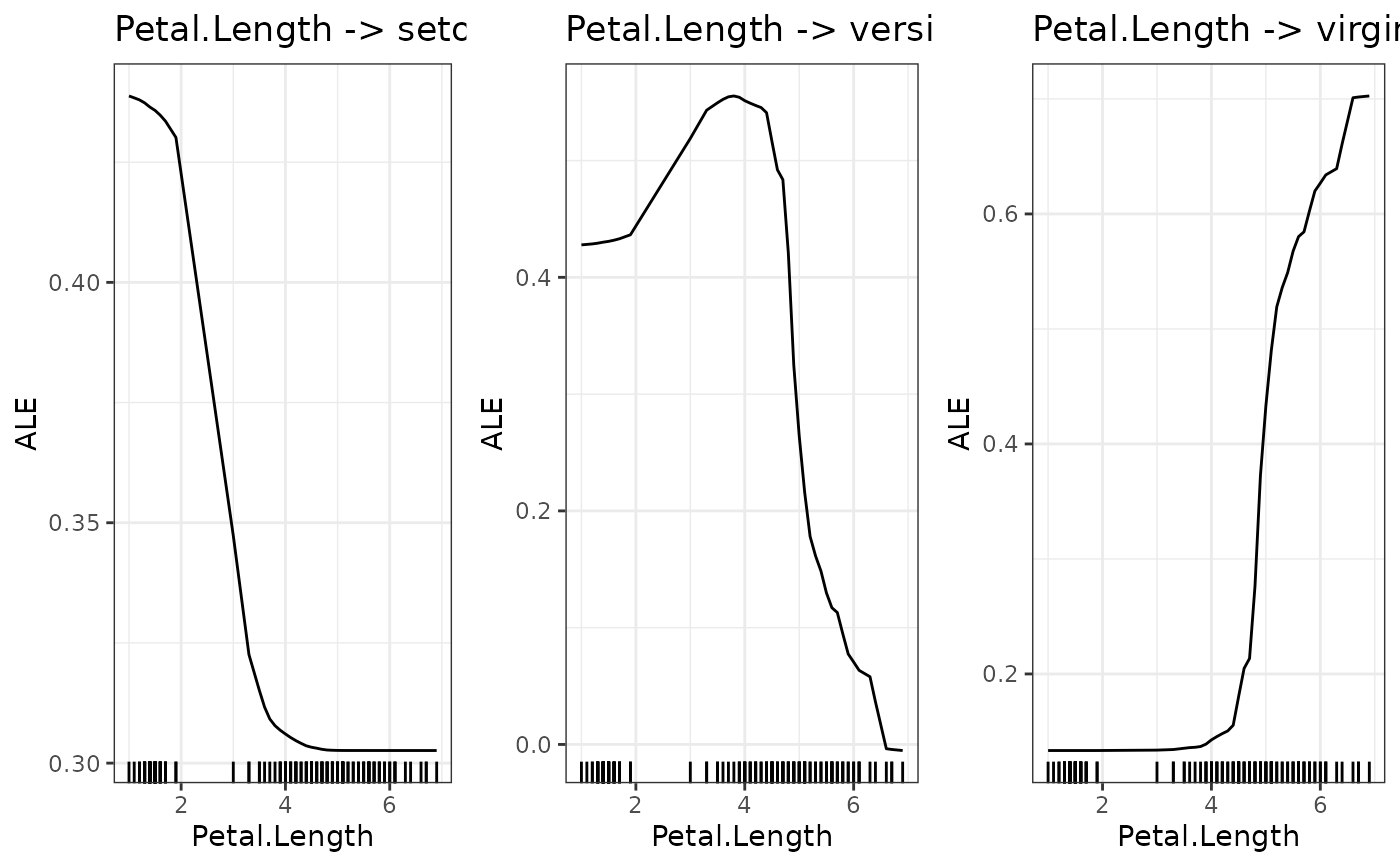 Petal.Length -> setc
ALE
0.40
0.35
0.30
2 4 6
Petal.Length
Petal.Length -> versi
ALE
0.4
0.2
0.0
2 4 6
Petal.Length
Petal.Length -> virgin
ALE
0.6
0.4
0.2
2 4 6
Petal.Length